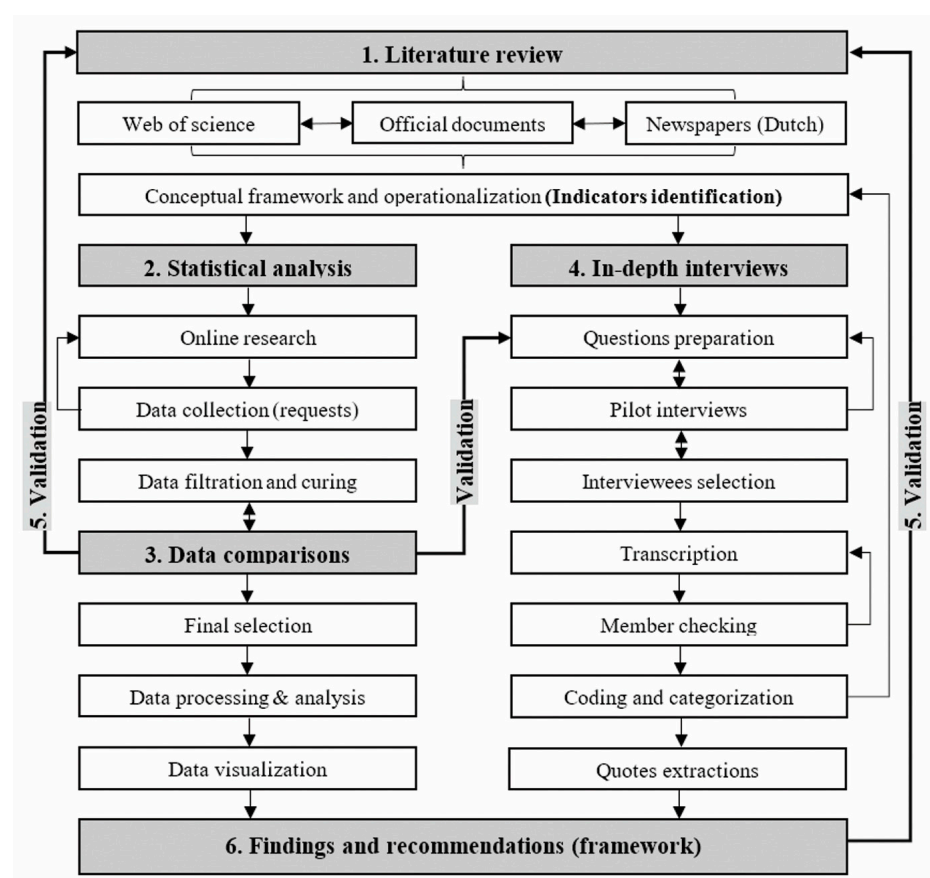 1. Literature review
Web of science
Official documents
Newspapers (Dutch)
Conceptual framework and operationalization (Indicators identification)
2. Statistical analysis
4. In-depth interviews
Online research
Questions preparation
Data collection (requests)
Pilot interviews
5. Validation
Validation
5. Validation
Data filtration and curing
Interviewees selection
3. Data comparisons
Transcription
Final selection
Member checking
Data processing & analysis
Coding and categorization
Data visualization
Quotes extractions
6. Findings and recommendations (framework)